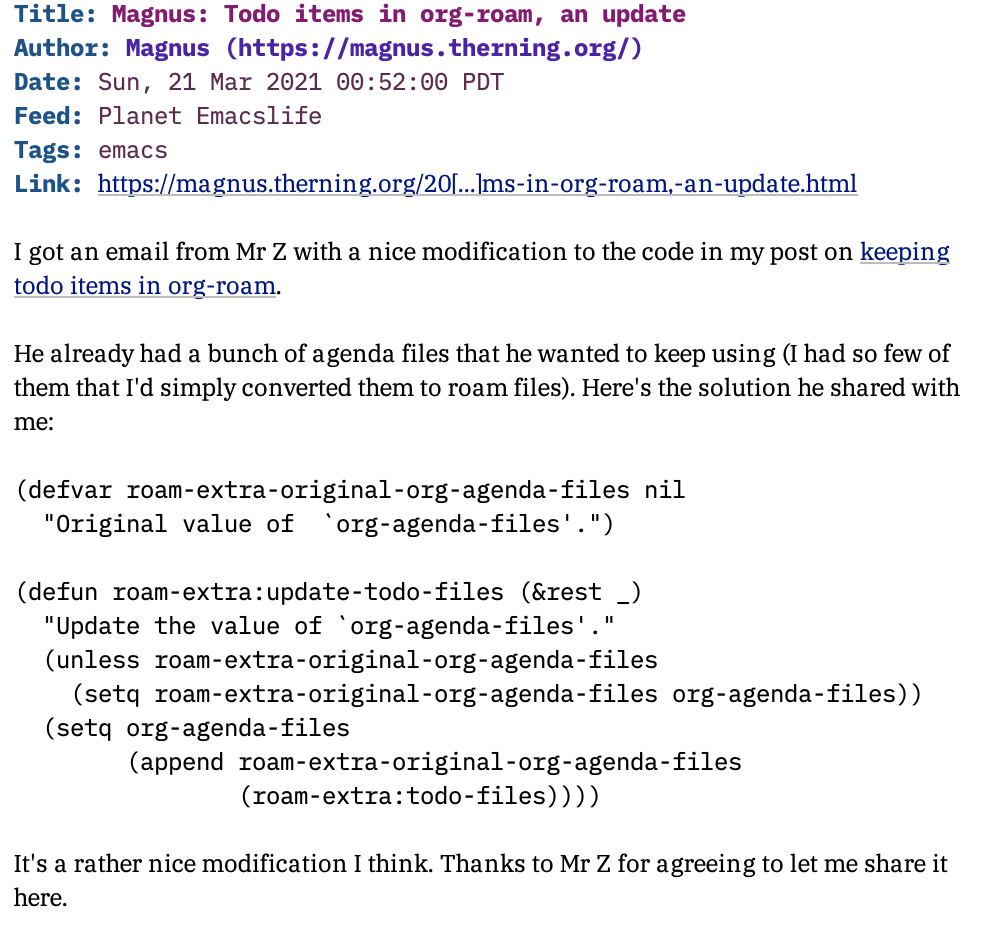 Title: Magnus: Todo items in org-roam, an update
Author: Magnus (https://magnus.therning.org/)
Date: Sun, 21 Mar 2021 00:52:00 PDT
Feed: Planet Emacslife
Tags: emacs
Link: https://magnus.therning.org/20[...]ms-in-org-roam,-an-update.html
I got an email from Mr Z with a nice modification to the code in my post on keeping
todo items in org-roam.
He already had a bunch of agenda files that he wanted to keep using (I had so few of
them that I'd simply converted them to roam files). Here's the solution he shared with
me:
(defvar roam-extra-original-org-agenda-files nil
  "Original value of  `org-agenda-files'.")
(defun roam-extra:update-todo-files (&rest _)
  "Update the value of `org-agenda-files'."
  (unless roam-extra-original-org-agenda-files
    (setq roam-extra-original-org-agenda-files org-agenda-files))
  (setq org-agenda-files
        (append roam-extra-original-org-agenda-files
                (roam-extra:todo-files))))
It's a rather nice modification I think. Thanks to Mr Z for agreeing to let me share it
here.